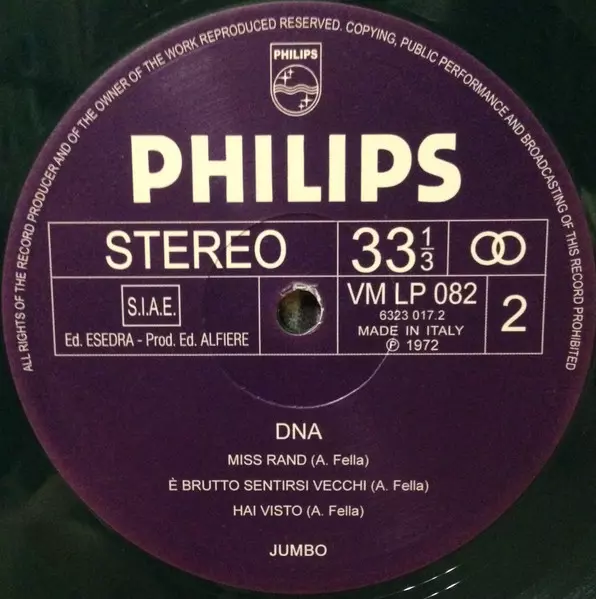 ALL RIGHTS OF THE RECORD PRODUCER AND OF THE OWNER OF THE WORK REPRODUCED RESERVED. COPYING, PUBLIC PERFORMANCE AND BROADCASTING OF THIS RECORD PROHIBITED
PHILIPS
PHILIPS
STEREO
33 1/3
S.I.A.E.
Ed. ESEDRA - Prod. Ed. ALFIERE
VM LP 082
6323 017.2
MADE IN ITALY
℗ 1972
2
DNA
MISS RAND (A. Fella)
È BRUTTO SENTIRSI VECCHI (A. Fella)
HAI VISTO (A. Fella)
JUMBO